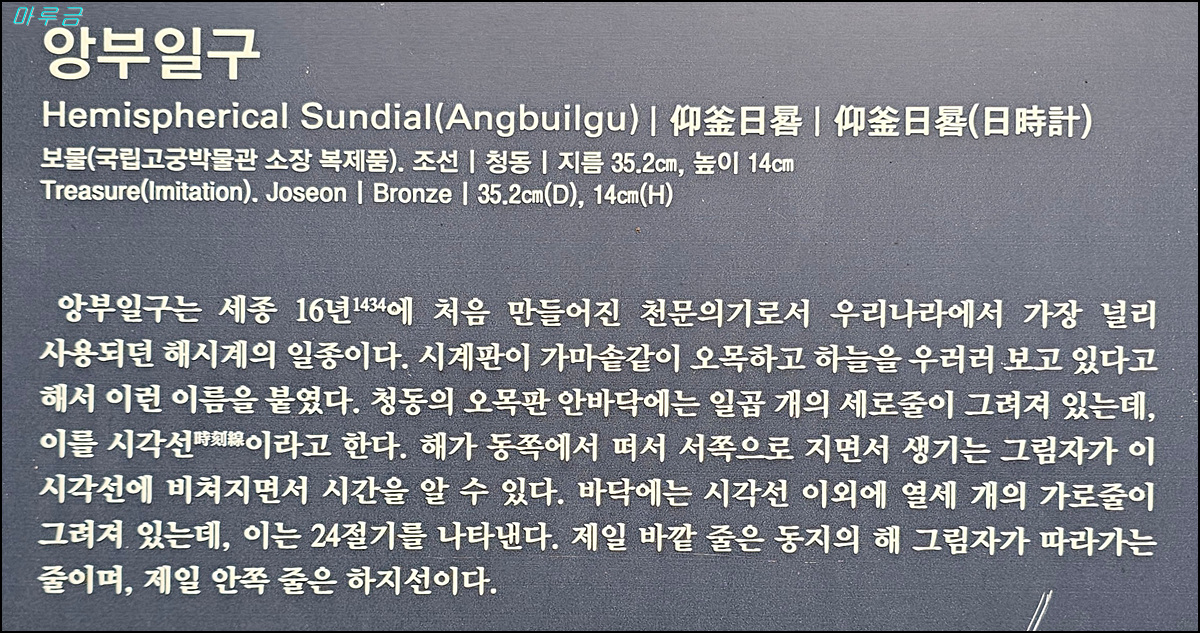 마루금
앙부일구
Hemispherical Sundial(Angbuilgu) | 仰釜日晷 | 仰釜日晷(日時計)
보물(국립고궁박물관 소장 복제품). 조선 | 청동 | 지름 35.2㎝, 높이 14㎝
Treasure(Imitation). Joseon | Bronze | 35.2㎝(D), 14㎝(H)
앙부일구는 세종 16년1434에 처음 만들어진 천문의기로서 우리나라에서 가장 널리
사용되던 해시계의 일종이다. 시계판이 가마솥같이 오목하고 하늘을 우러러 보고 있다고
해서 이런 이름을 붙였다. 청동의 오목판 안바닥에는 일곱 개의 세로줄이 그려져 있는데,
이를 시각선時刻線이라고 한다. 해가 동쪽에서 떠서 서쪽으로 지면서 생기는 그림자가 이
시각선에 비쳐지면서 시간을 알 수 있다. 바닥에는 시각선 이외에 열세 개의 가로줄이
그려져 있는데, 이는 24절기를 나타낸다. 제일 바깥 줄은 동지의 해 그림자가 따라가는
줄이며, 제일 안쪽 줄은 하지선이다.